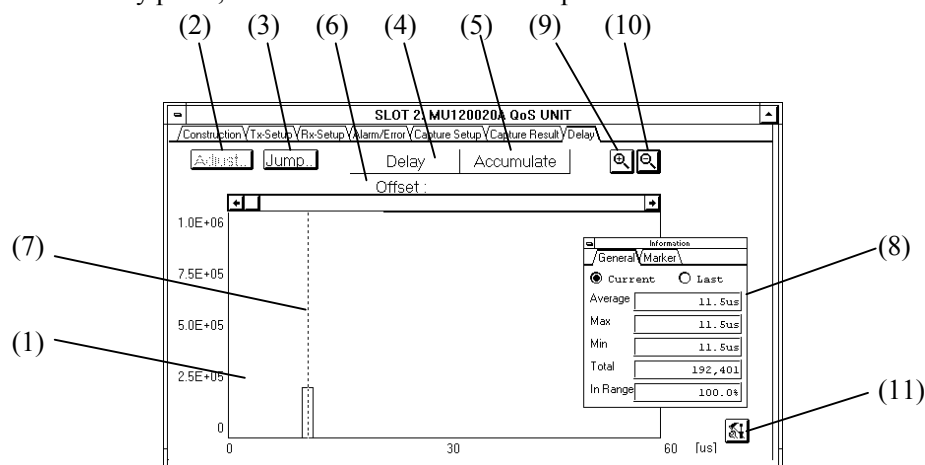 (2) (3) (6) (4) (5) (9) (10)
SLOT 2: MU120020A QoS UNIT
Construction Tx-Setup Rx-Setup Alarm/Error Capture Setup Capture Result Delay
Adjust.. Jump.. Delay Accumulate
Offset :
1.0E+06
(7)
7.5E+05
5.0E+05
(1)
2.5E+05
0
0 30 60 [us]
Information
General Marker
(8)
Current Last
Average 11.5us
Max 11.5us
Min 11.5us
Total 192,401
In Range 100.0%
(11)